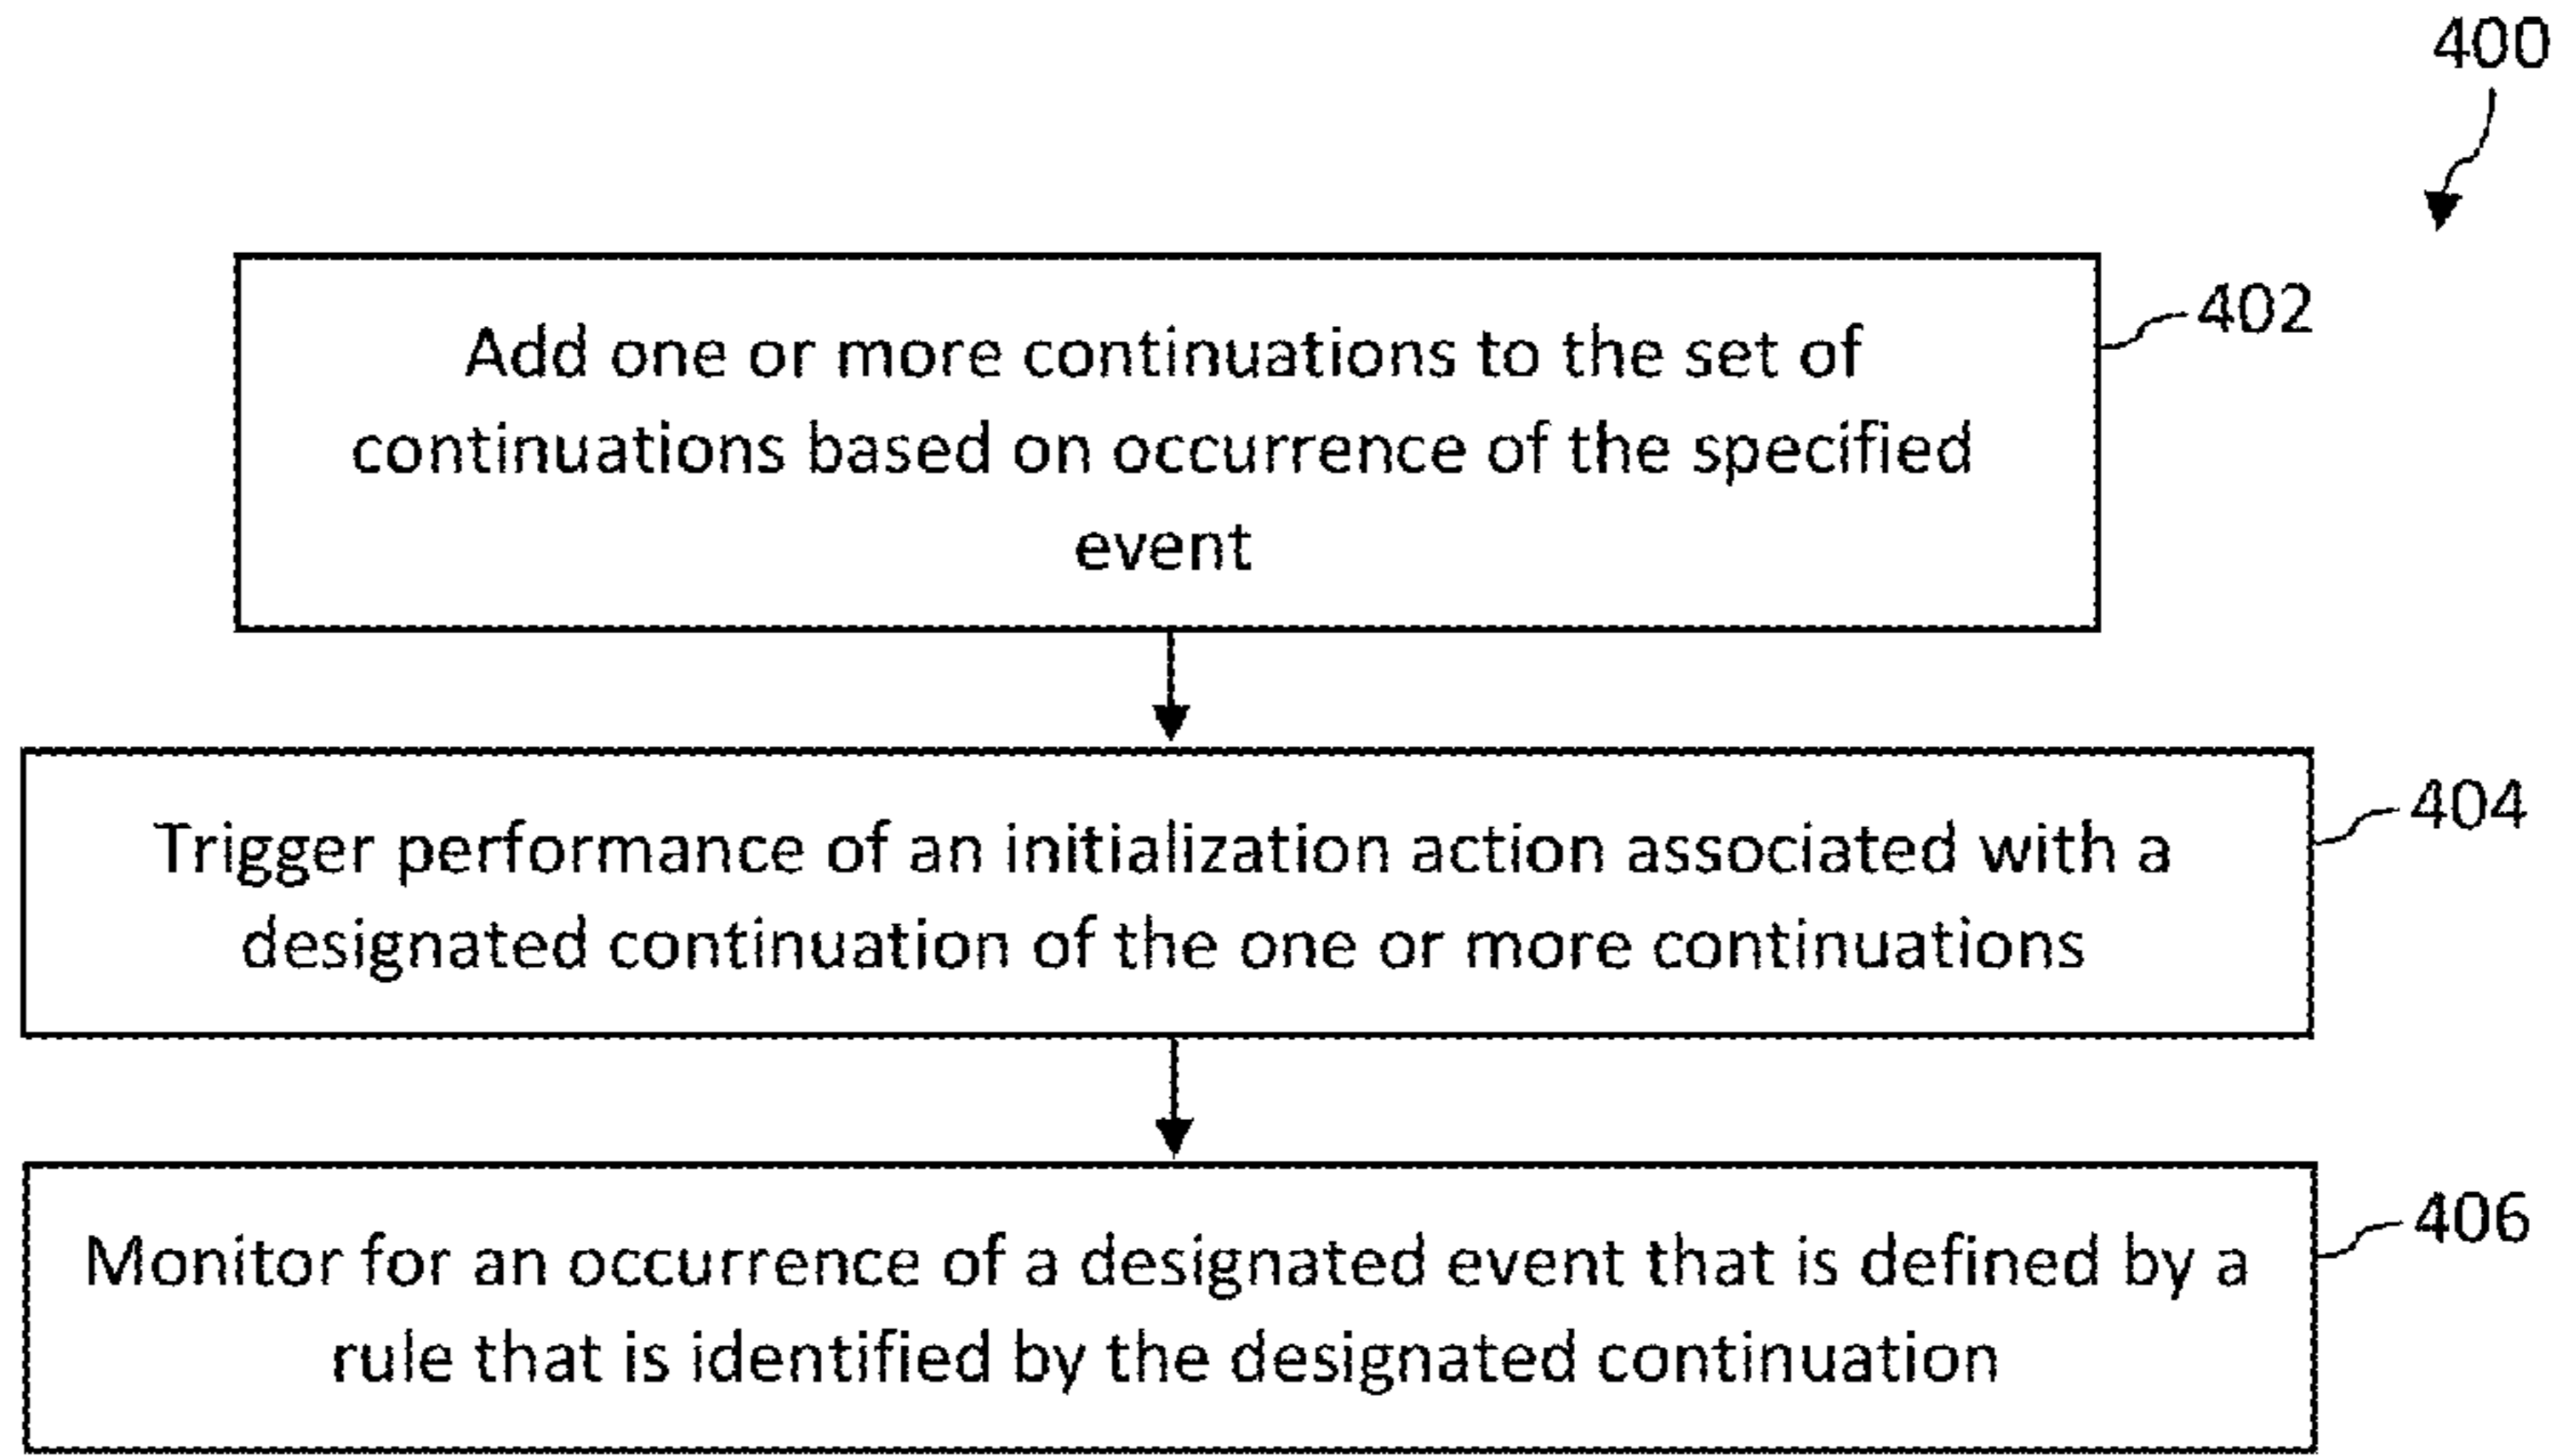 400
Add one or more continuations to the set of
continuations based on occurrence of the specified
event
402
Trigger performance of an initialization action associated with a
designated continuation of the one or more continuations
404
Monitor for an occurrence of a designated event that is defined by a
rule that is identified by the designated continuation
406